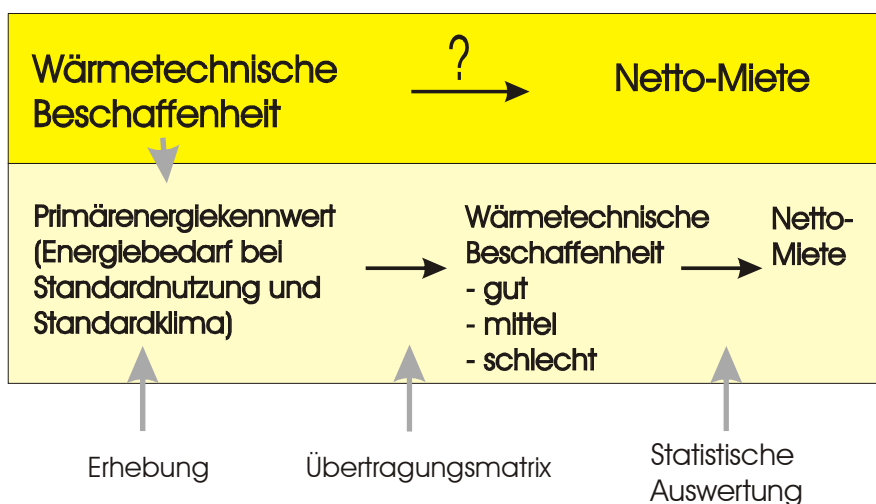 Wärmetechnische
Beschaffenheit
?
Netto-Miete
Primärenergiekennwert
(Energiebedarf bei
Standardnutzung und
Standardklima)
Wärmetechnische
Beschaffenheit
- gut
- mittel
- schlecht
Netto-
Miete
Erhebung
Übertragungsmatrix
Statistische
Auswertung